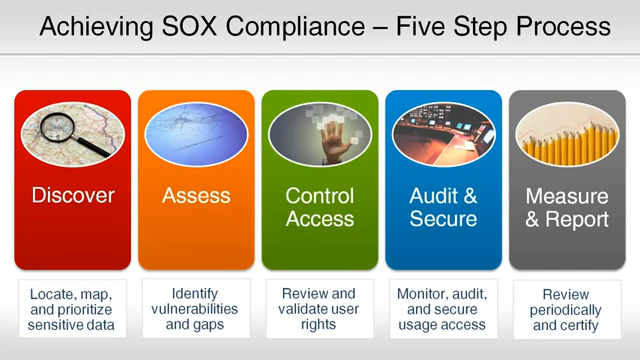 Achieving SOX Compliance – Five Step Process
Discover
Assess
Control
Access
Audit &
Secure
Measure
& Report
Locate, map,
and prioritize
sensitive data
Identify
vulnerabilities
and gaps
Review and
validate user
rights
Monitor, audit,
and secure
usage access
Review
periodically
and certify